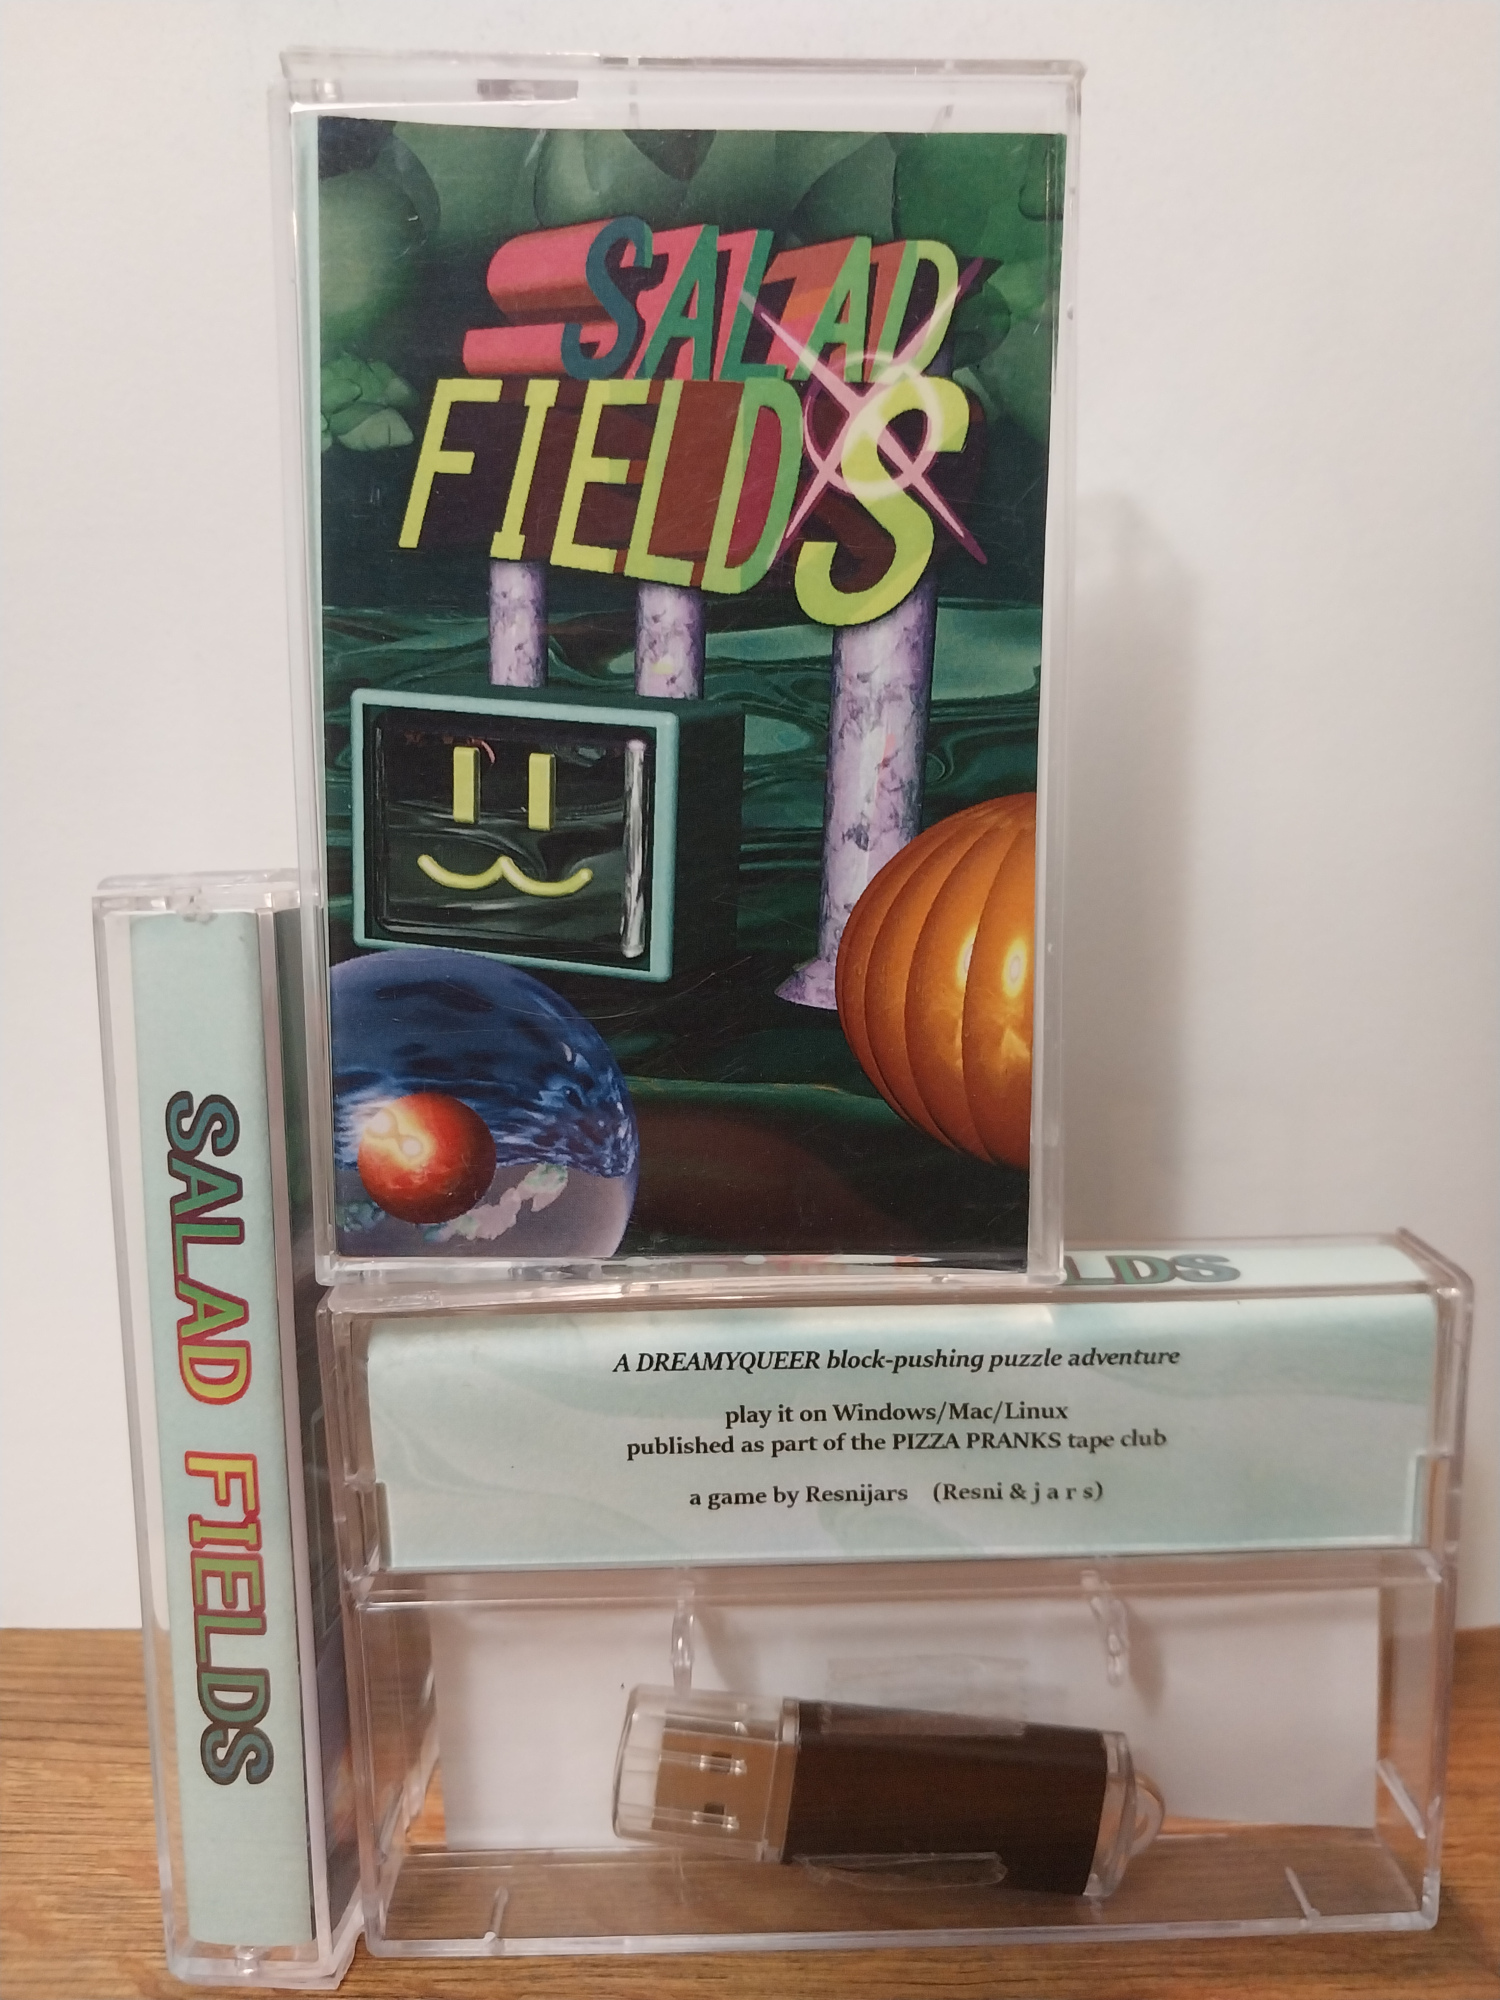 SALAD
FIELDS
SALAD FIELDS
LDS
A DREAMYQUEER block-pushing puzzle adventure
play it on Windows/Mac/Linux
published as part of the PIZZA PRANKS tape club
a game by Resnijars (Resni & j a r s)